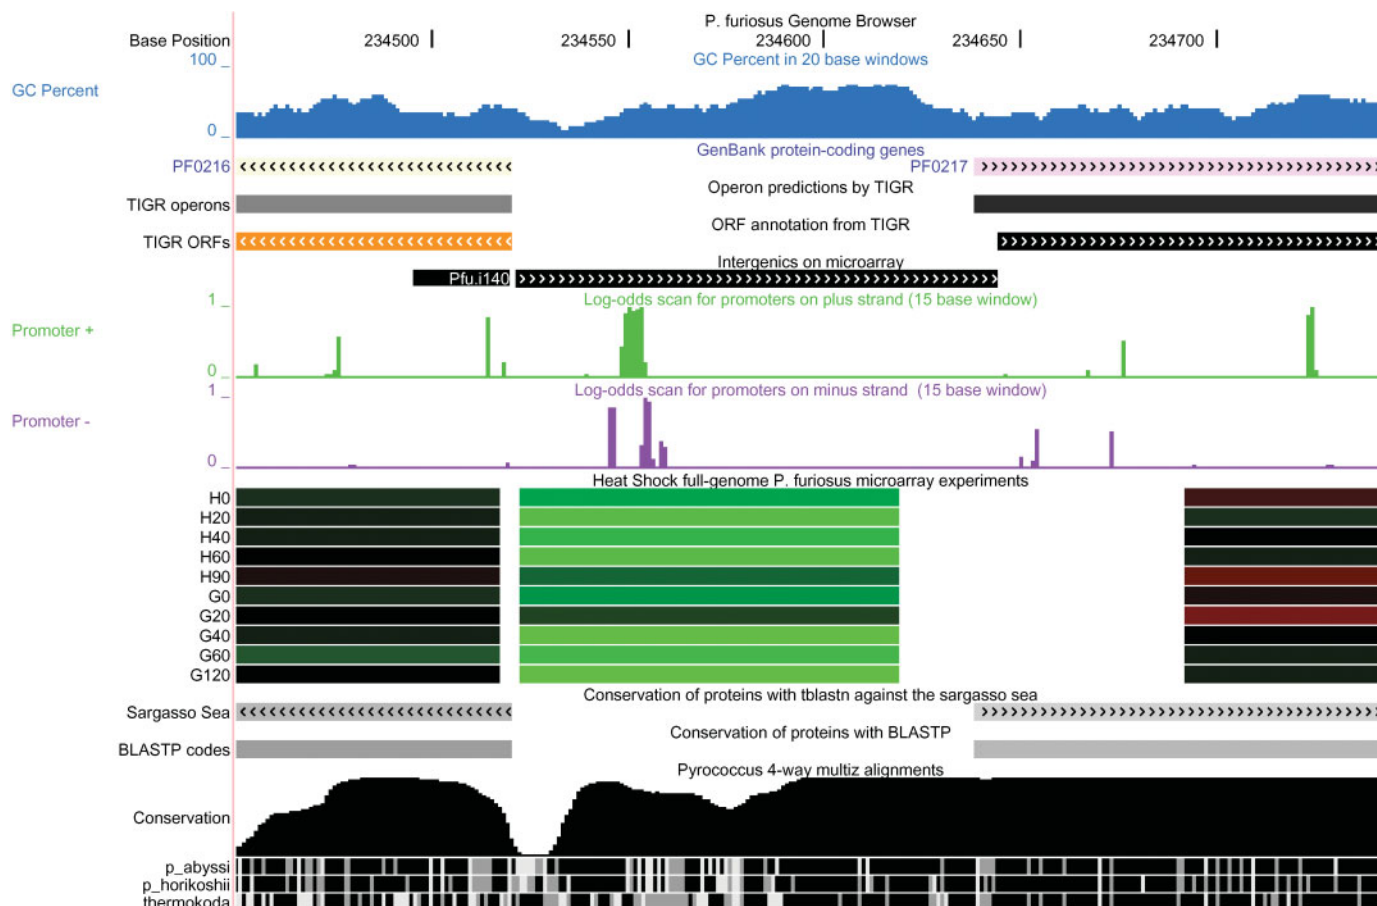 P. furiosus Genome Browser
Base Position 234500 234550 234600 234650 234700
100 GC Percent in 20 base windows
GC Percent
0
GenBank protein-coding genes
PF0216 PF0217
Operon predictions by TIGR
TIGR operons
ORF annotation from TIGR
TIGR ORFs
Intergenics on microarray
Pfu.i140
1 Log-odds scan for promoters on plus strand (15 base window)
Promoter +
0
1 Log-odds scan for promoters on minus strand (15 base window)
Promoter -
0
Heat Shock full-genome P. furiosus microarray experiments
H0
H20
H40
H60
H90
G0
G20
G40
G60
G120
Conservation of proteins with tblastn against the sargasso sea
Sargasso Sea
Conservation of proteins with BLASTP
BLASTP codes
Pyrococcus 4-way multiz alignments
Conservation
p_abyssi
p_horikoshii
thermokoda